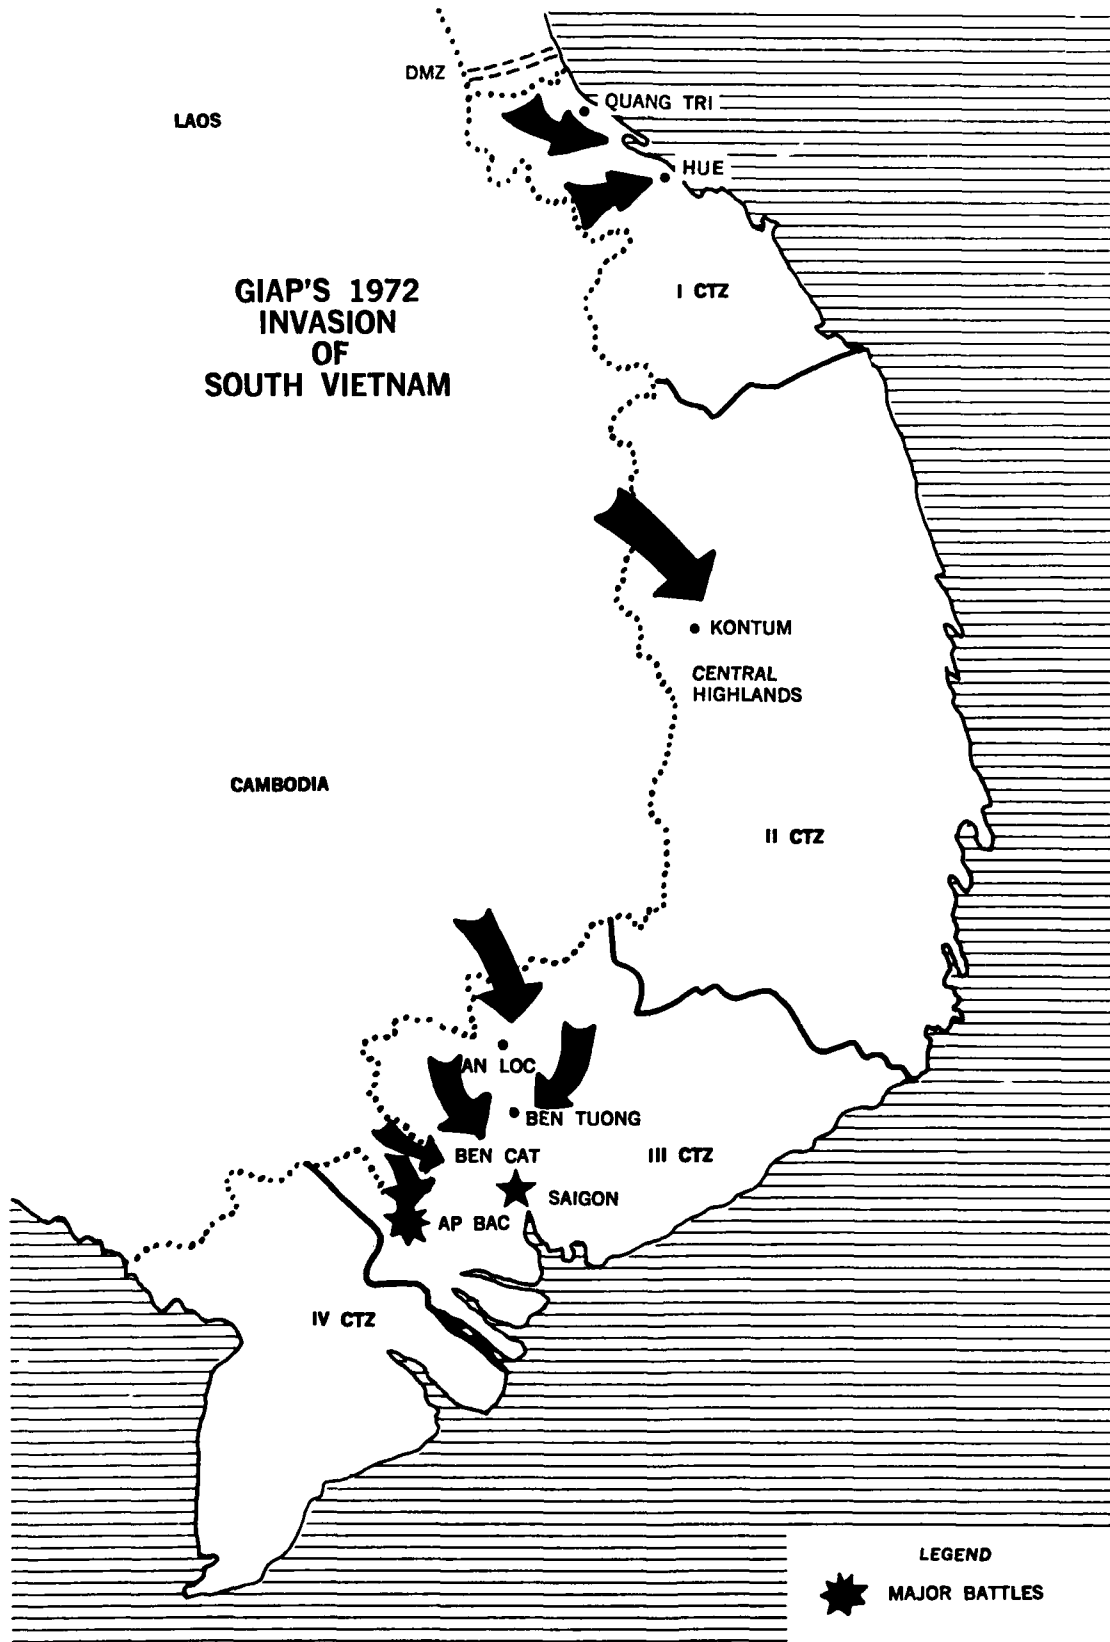 DMZ
QUANG TRI
LAOS
HUE
GIAP'S 1972
INVASION
OF
SOUTH VIETNAM
I CTZ
KONTUM
CENTRAL
HIGHLANDS
CAMBODIA
II CTZ
AN LOC
BEN TUONG
BEN CAT
III CTZ
SAIGON
AP BAC
IV CTZ
LEGEND
MAJOR BATTLES